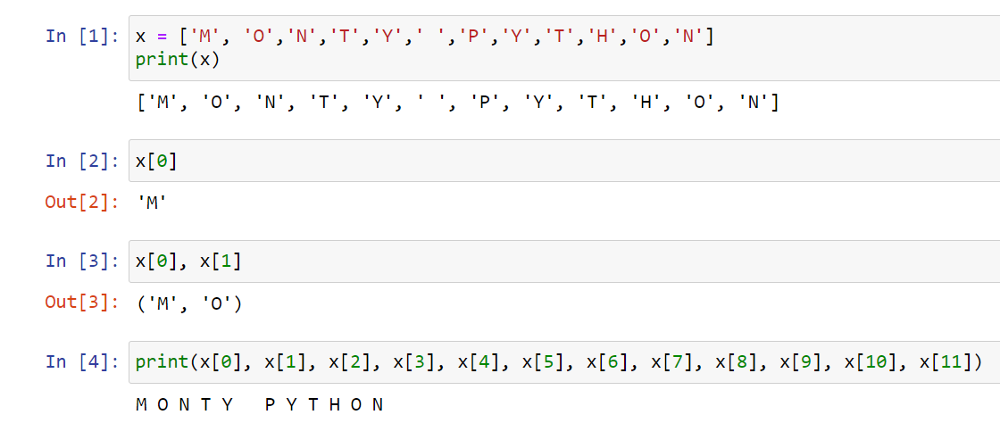 In [1]: x = ['M', 'O','N','T','Y',' ','P','Y','T','H','O','N']
print(x)
['M', 'O', 'N', 'T', 'Y', ' ', 'P', 'Y', 'T', 'H', 'O', 'N']
In [2]: x[0]
Out[2]: 'M'
In [3]: x[0], x[1]
Out[3]: ('M', 'O')
In [4]: print(x[0], x[1], x[2], x[3], x[4], x[5], x[6], x[7], x[8], x[9], x[10], x[11])
M O N T Y   P Y T H O N